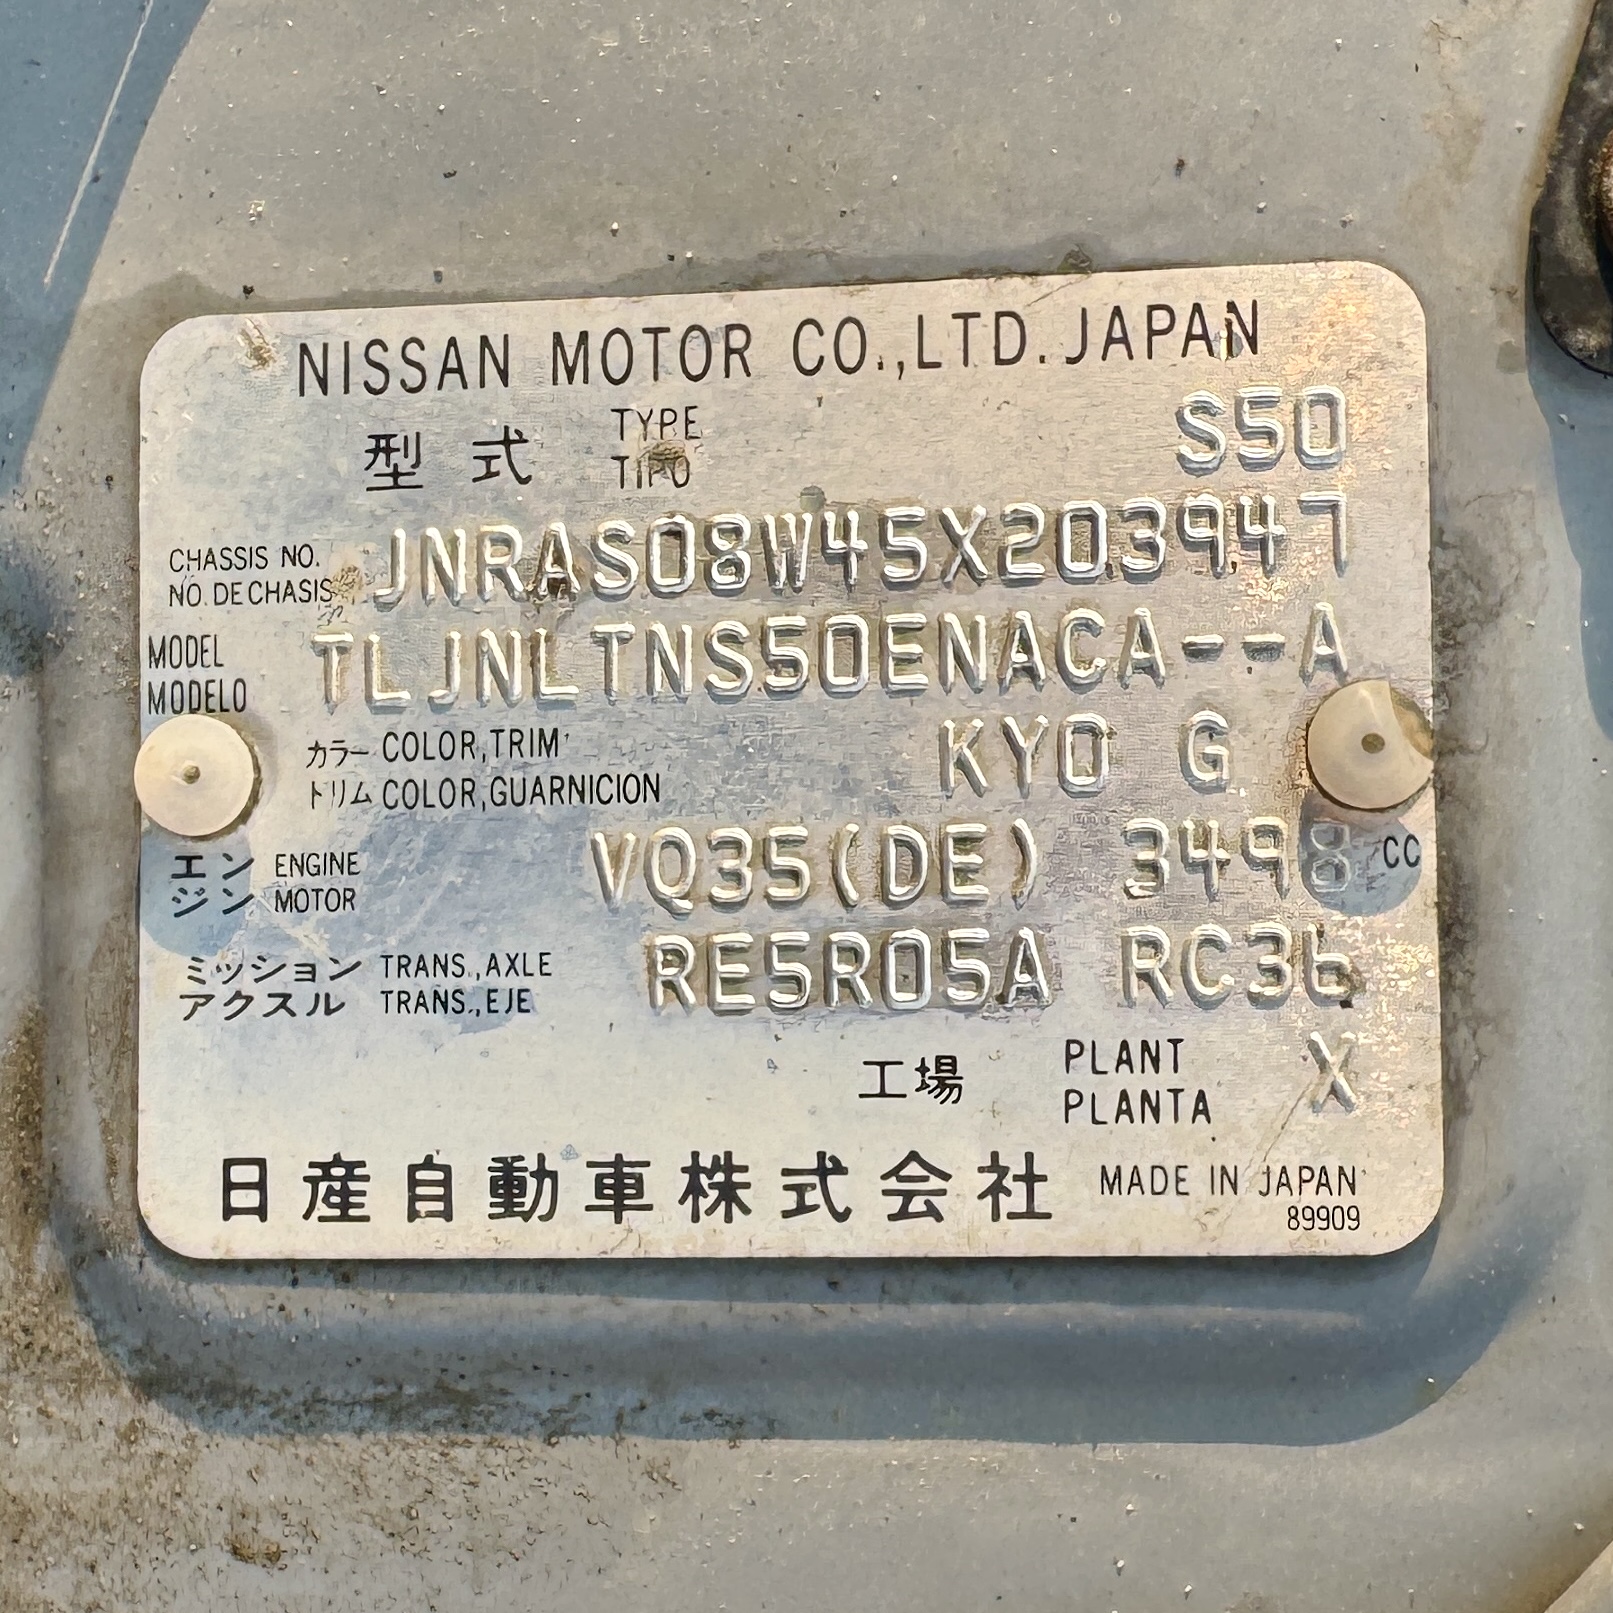 NISSAN MOTOR CO.,LTD. JAPAN
型式 TYPE S50
TIPO
CHASSIS NO. JNRAS08W45X203947
NO. DE CHASIS
MODEL TLJNLTNS50ENACA--A
MODELO
カラー COLOR,TRIM KY0 G
トリム COLOR,GUARNICION
エン ENGINE VQ35(DE) 3498 CC
ジン MOTOR
ミッション TRANS.,AXLE RE5R05A RC36
アクスル TRANS.,EJE
工場 PLANT X
PLANTA
日産自動車株式会社 MADE IN JAPAN
89909